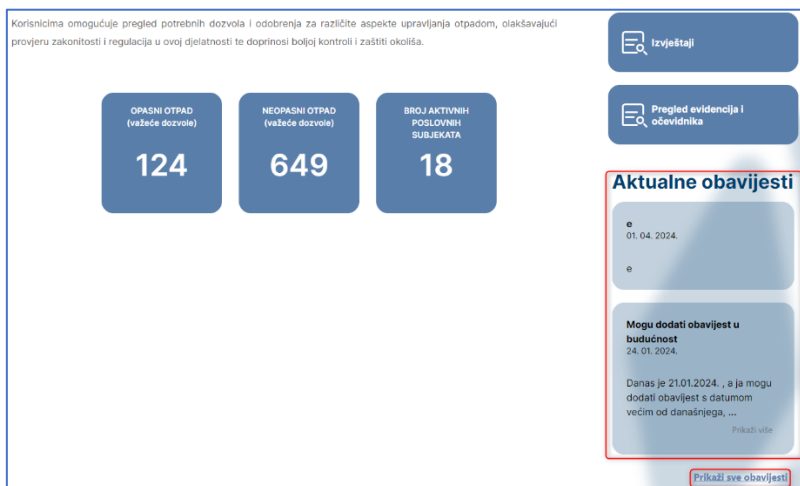 Korisnicima omogućuje pregled potrebnih dozvola i odobrenja za različite aspekte upravljanja otpadom, olakšavajući
provjeru zakonitosti i regulacija u ovoj djelatnosti te doprinosi boljoj kontroli i zaštiti okoliša.
OPASNI OTPAD
(važeće dozvole)
124
NEOPASNI OTPAD
(važeće dozvole)
649
BROJ AKTIVNIH
POSLOVNIH
SUBJEKATA
18
Izvještaji
Pregled evidencija i
očevidnika
Aktualne obavijesti
e
01. 04. 2024.
e
Mogu dodati obavijest u
budućnost
24. 01. 2024.
Danas je 21.01.2024. , a ja mogu
dodati obavijest s datumom
većim od današnjega, ...
Prikaži više
Prikaži sve obavijesti